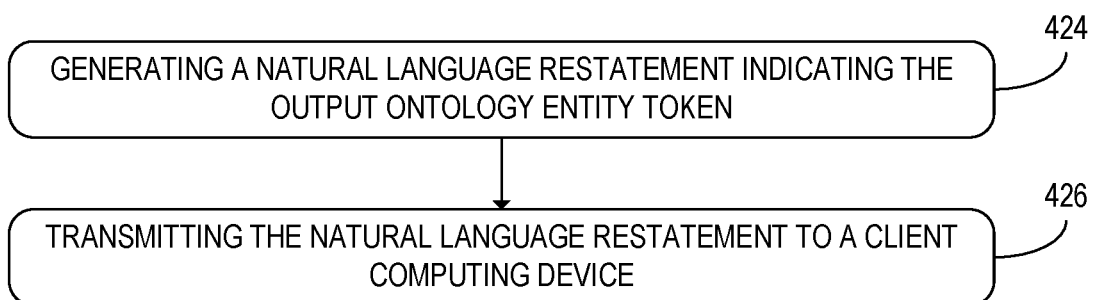 424
GENERATING A NATURAL LANGUAGE RESTATEMENT INDICATING THE
OUTPUT ONTOLOGY ENTITY TOKEN
426
TRANSMITTING THE NATURAL LANGUAGE RESTATEMENT TO A CLIENT
COMPUTING DEVICE